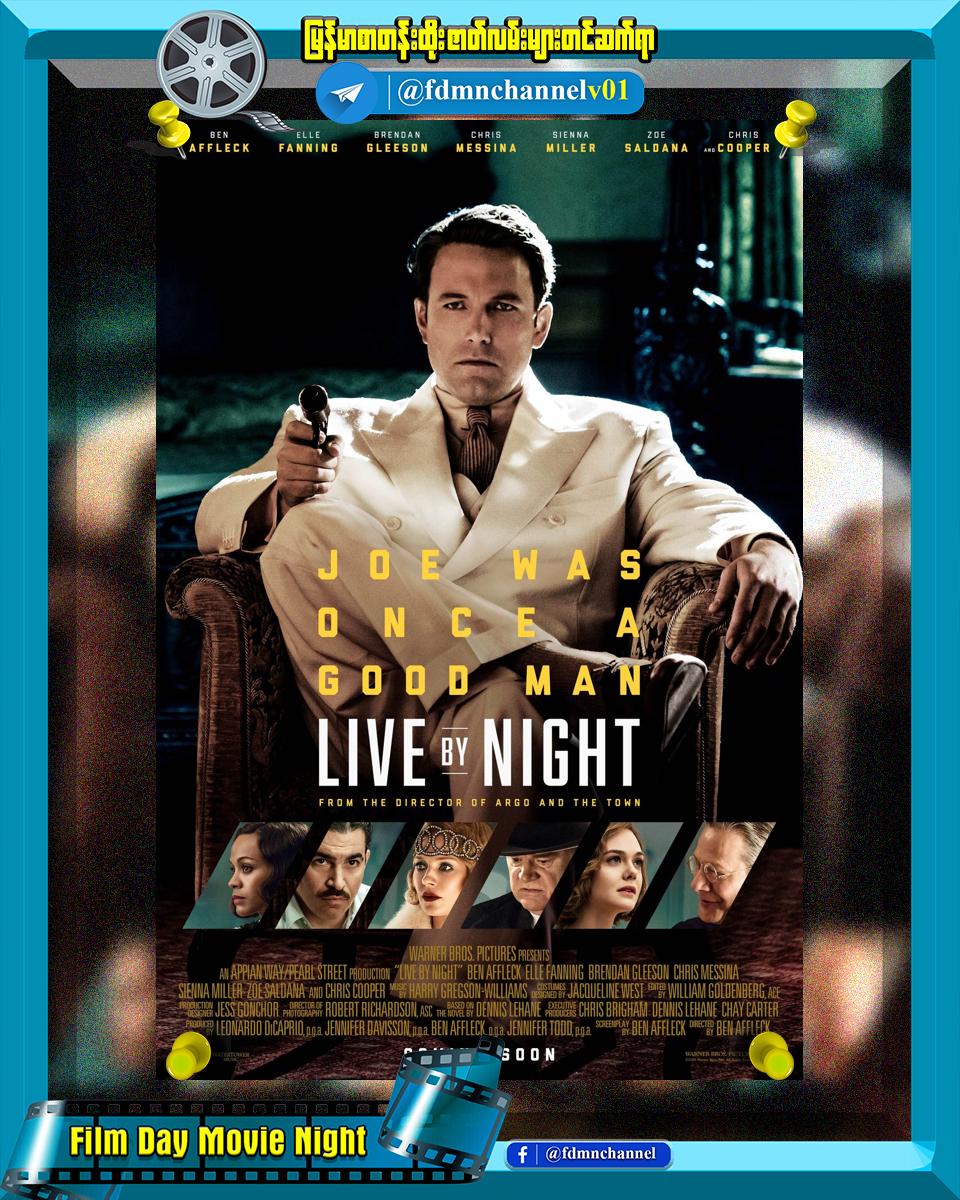 မြန်မာစာတန်းထိုးဇာတ်လမ်းများတင်ဆက်ရာ
@fdmnchannelv01
BEN AFFLECK ELLE FANNING BRENDAN GLEESON CHRIS MESSINA SIENNA MILLER ZOE SALDANA AND CHRIS COOPER
JOE WAS
ONCE A
GOOD MAN
LIVE BY NIGHT
FROM THE DIRECTOR OF ARGO AND THE TOWN
WARNER BROS. PICTURES PRESENTS
AN APPIAN WAY/PEARL STREET PRODUCTION "LIVE BY NIGHT" BEN AFFLECK ELLE FANNING BRENDAN GLEESON CHRIS MESSINA
SIENNA MILLER ZOE SALDANA AND CHRIS COOPER MUSIC BY HARRY GREGSON-WILLIAMS COSTUMES DESIGNED BY JACQUELINE WEST EDITED BY WILLIAM GOLDENBERG, ACE
PRODUCTION DESIGNER JESS GONCHOR DIRECTOR OF PHOTOGRAPHY ROBERT RICHARDSON, ASC BASED ON THE NOVEL BY DENNIS LEHANE EXECUTIVE PRODUCERS CHRIS BRIGHAM DENNIS LEHANE CHAY CARTER
PRODUCED BY LEONARDO DiCAPRIO, p.g.a. JENNIFER DAVISSON, p.g.a. BEN AFFLECK, p.g.a. JENNIFER TODD, p.g.a. SCREENPLAY BY BEN AFFLECK DIRECTED BY BEN AFFLECK
SOON
Film Day Movie Night
@fdmnchannel